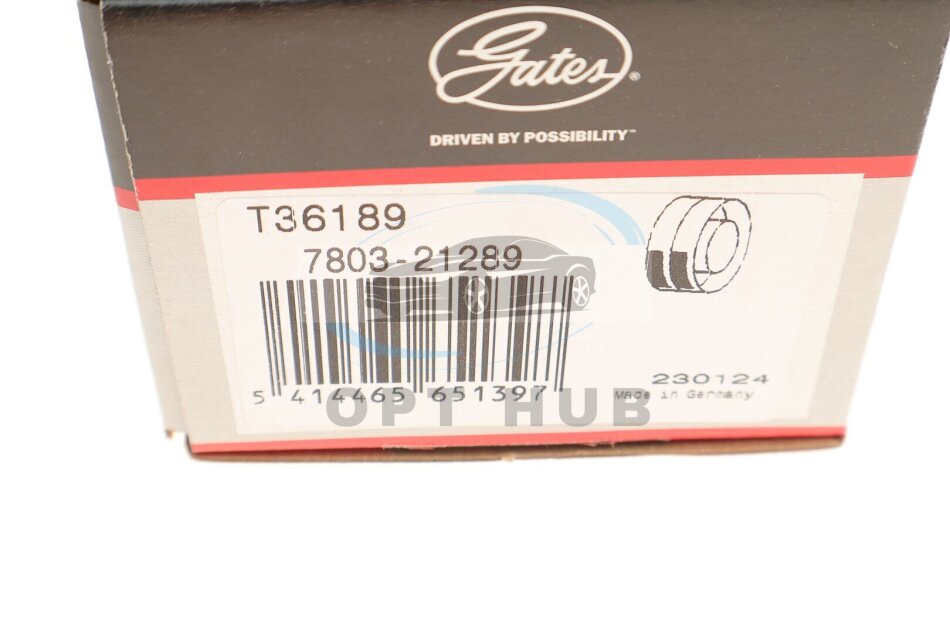 Gates®
DRIVEN BY POSSIBILITY™
T36189
7803-21289
5 414465 651397
230124
Made in Germany
OPT HUB